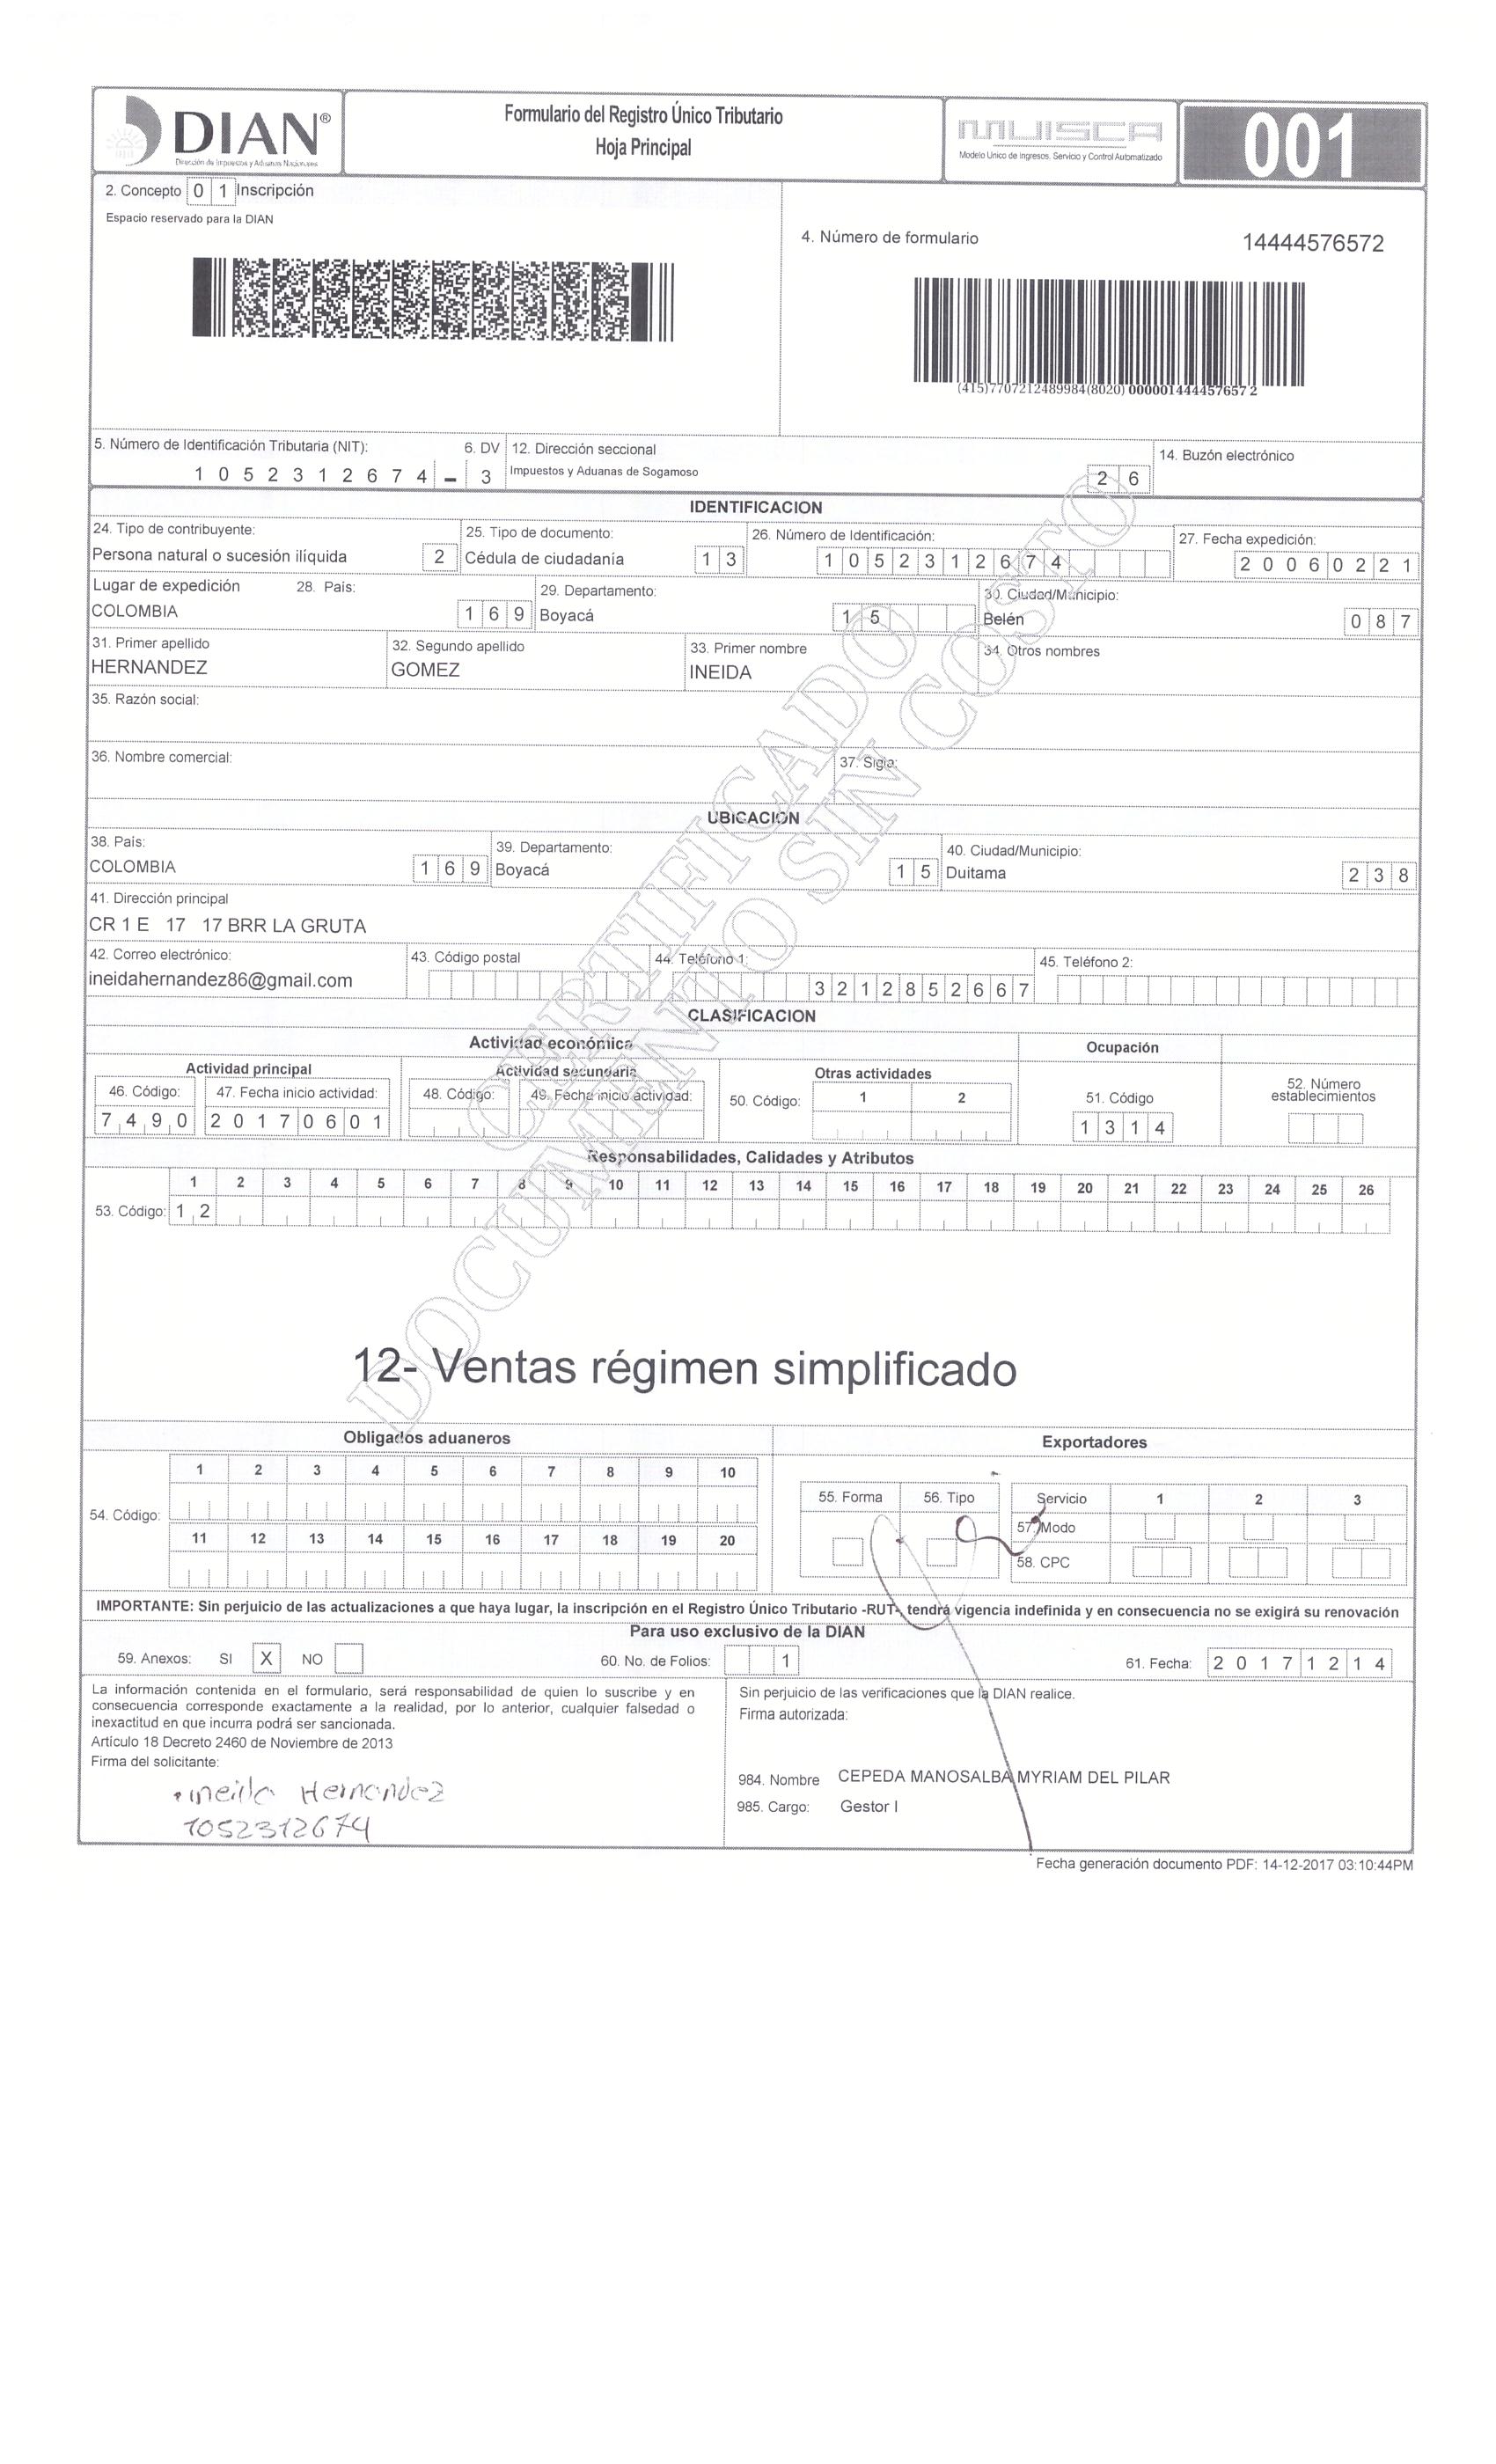 DIAN®
Dirección de Impuestos y Aduanas Nacionales
Formulario del Registro Único Tributario
Hoja Principal
MUISCA
Modelo Unico de Ingresos, Servicio y Control Automatizado
001
2. Concepto 0 1 Inscripción
Espacio reservado para la DIAN
4. Número de formulario 14444576572
(415)7707212489984(8020) 000001444457657 2
5. Número de Identificación Tributaria (NIT): 6. DV 12. Dirección seccional 14. Buzón electrónico
1 0 5 2 3 1 2 6 7 4 - 3 Impuestos y Aduanas de Sogamoso 2 6
IDENTIFICACION
24. Tipo de contribuyente: 25. Tipo de documento: 26. Número de Identificación: 27. Fecha expedición:
Persona natural o sucesión ilíquida 2 Cédula de ciudadanía 1 3 1 0 5 2 3 1 2 6 7 4 2 0 0 6 0 2 2 1
Lugar de expedición 28. País: 29. Departamento: 30. Ciudad/Municipio:
COLOMBIA 1 6 9 Boyacá 1 5 Belén 0 8 7
31. Primer apellido 32. Segundo apellido 33. Primer nombre 34. Otros nombres
HERNANDEZ GOMEZ INEIDA
35. Razón social:
36. Nombre comercial: 37. Sigla:
UBICACIÓN
38. País: 39. Departamento: 40. Ciudad/Municipio:
COLOMBIA 1 6 9 Boyacá 1 5 Duitama 2 3 8
41. Dirección principal
CR 1 E 17 17 BRR LA GRUTA
42. Correo electrónico: 43. Código postal 44. Teléfono 1: 45. Teléfono 2:
ineidahernandez86@gmail.com 3 2 1 2 8 5 2 6 6 7
CLASIFICACION
Actividad económica Ocupación
Actividad principal Actividad secundaria Otras actividades 52. Número establecimientos
46. Código: 47. Fecha inicio actividad: 48. Código: 49. Fecha inicio actividad: 50. Código: 1 2 51. Código
7 4 9 0 2 0 1 7 0 6 0 1 1 3 1 4
Responsabilidades, Calidades y Atributos
1 2 3 4 5 6 7 8 9 10 11 12 13 14 15 16 17 18 19 20 21 22 23 24 25 26
53. Código: 1 2
12- Ventas régimen simplificado
CERTIFICADO
DOCUMENTO SIN COSTO
Obligados aduaneros Exportadores
1 2 3 4 5 6 7 8 9 10
54. Código:
11 12 13 14 15 16 17 18 19 20
55. Forma 56. Tipo Servicio 1 2 3
57. Modo
58. CPC
IMPORTANTE: Sin perjuicio de las actualizaciones a que haya lugar, la inscripción en el Registro Único Tributario -RUT-, tendrá vigencia indefinida y en consecuencia no se exigirá su renovación
Para uso exclusivo de la DIAN
59. Anexos: SI X NO 60. No. de Folios: 1 61. Fecha: 2 0 1 7 1 2 1 4
La información contenida en el formulario, será responsabilidad de quien lo suscribe y en
consecuencia corresponde exactamente a la realidad, por lo anterior, cualquier falsedad o
inexactitud en que incurra podrá ser sancionada.
Artículo 18 Decreto 2460 de Noviembre de 2013
Firma del solicitante:
Ineida Hernandez
1052312674
Sin perjuicio de las verificaciones que la DIAN realice.
Firma autorizada:
984. Nombre CEPEDA MANOSALBA MYRIAM DEL PILAR
985. Cargo: Gestor I
Fecha generación documento PDF: 14-12-2017 03:10:44PM